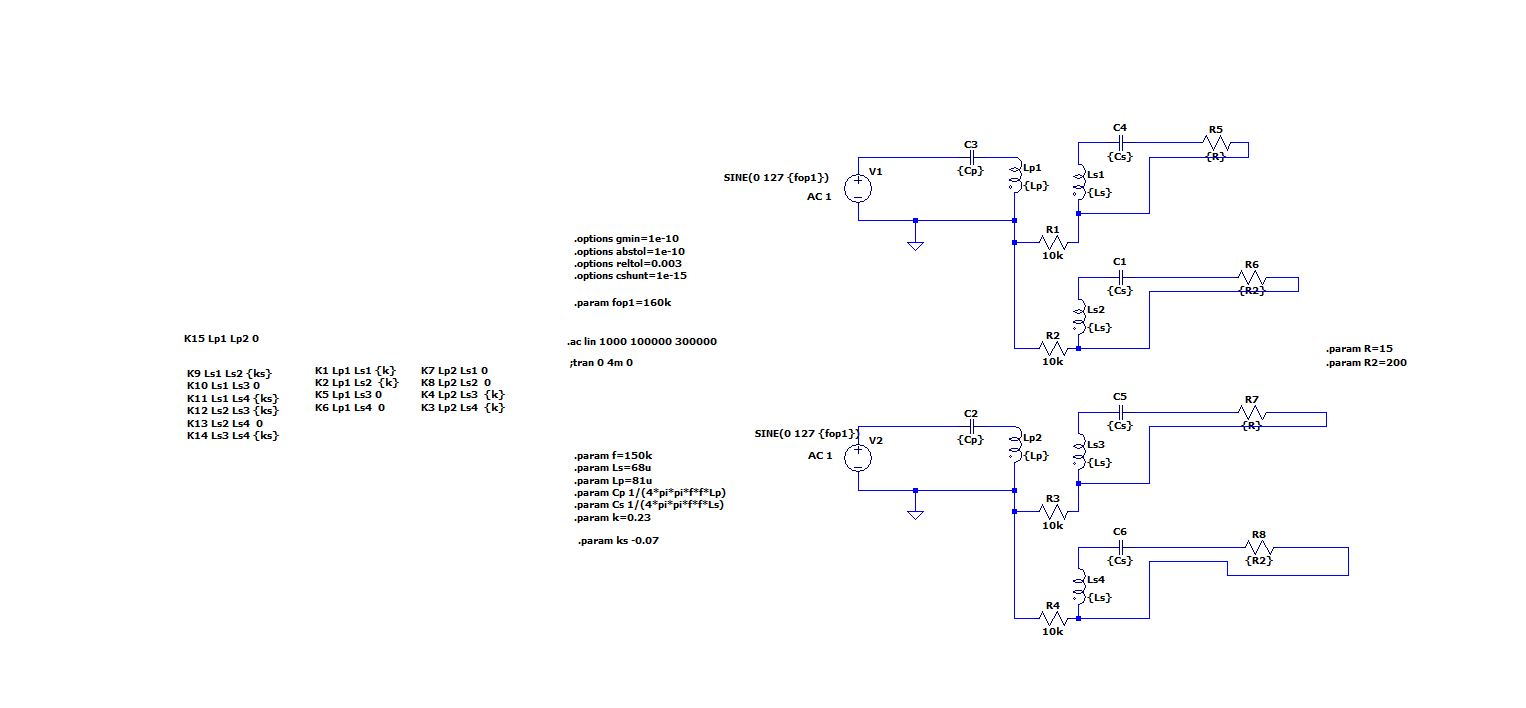 K15 Lp1 Lp2 0
K9 Ls1 Ls2 {ks}
K10 Ls1 Ls3 0
K11 Ls1 Ls4 {ks}
K12 Ls2 Ls3 {ks}
K13 Ls2 Ls4 0
K14 Ls3 Ls4 {ks}
K1 Lp1 Ls1 {k}
K2 Lp1 Ls2 {k}
K5 Lp1 Ls3 0
K6 Lp1 Ls4 0
K7 Lp2 Ls1 0
K8 Lp2 Ls2 0
K4 Lp2 Ls3 {k}
K3 Lp2 Ls4 {k}
.options gmin=1e-10
.options abstol=1e-10
.options reltol=0.003
.options cshunt=1e-15
.param fop1=160k
.ac lin 1000 100000 300000
;tran 0 4m 0
.param f=150k
.param Ls=68u
.param Lp=81u
.param Cp 1/(4*pi*pi*f*f*Lp)
.param Cs 1/(4*pi*pi*f*f*Ls)
.param k=0.23
.param ks -0.07
SINE(0 127 {fop1})
AC 1
V1
C3
{Cp}
Lp1
{Lp}
R1
10k
C4
{Cs}
Ls1
{Ls}
R5
{R}
C1
{Cs}
Ls2
{Ls}
R6
{R2}
R2
10k
SINE(0 127 {fop1})
AC 1
V2
C2
{Cp}
Lp2
{Lp}
R3
10k
C5
{Cs}
Ls3
{Ls}
R7
{R}
C6
{Cs}
Ls4
{Ls}
R8
{R2}
R4
10k
.param R=15
.param R2=200